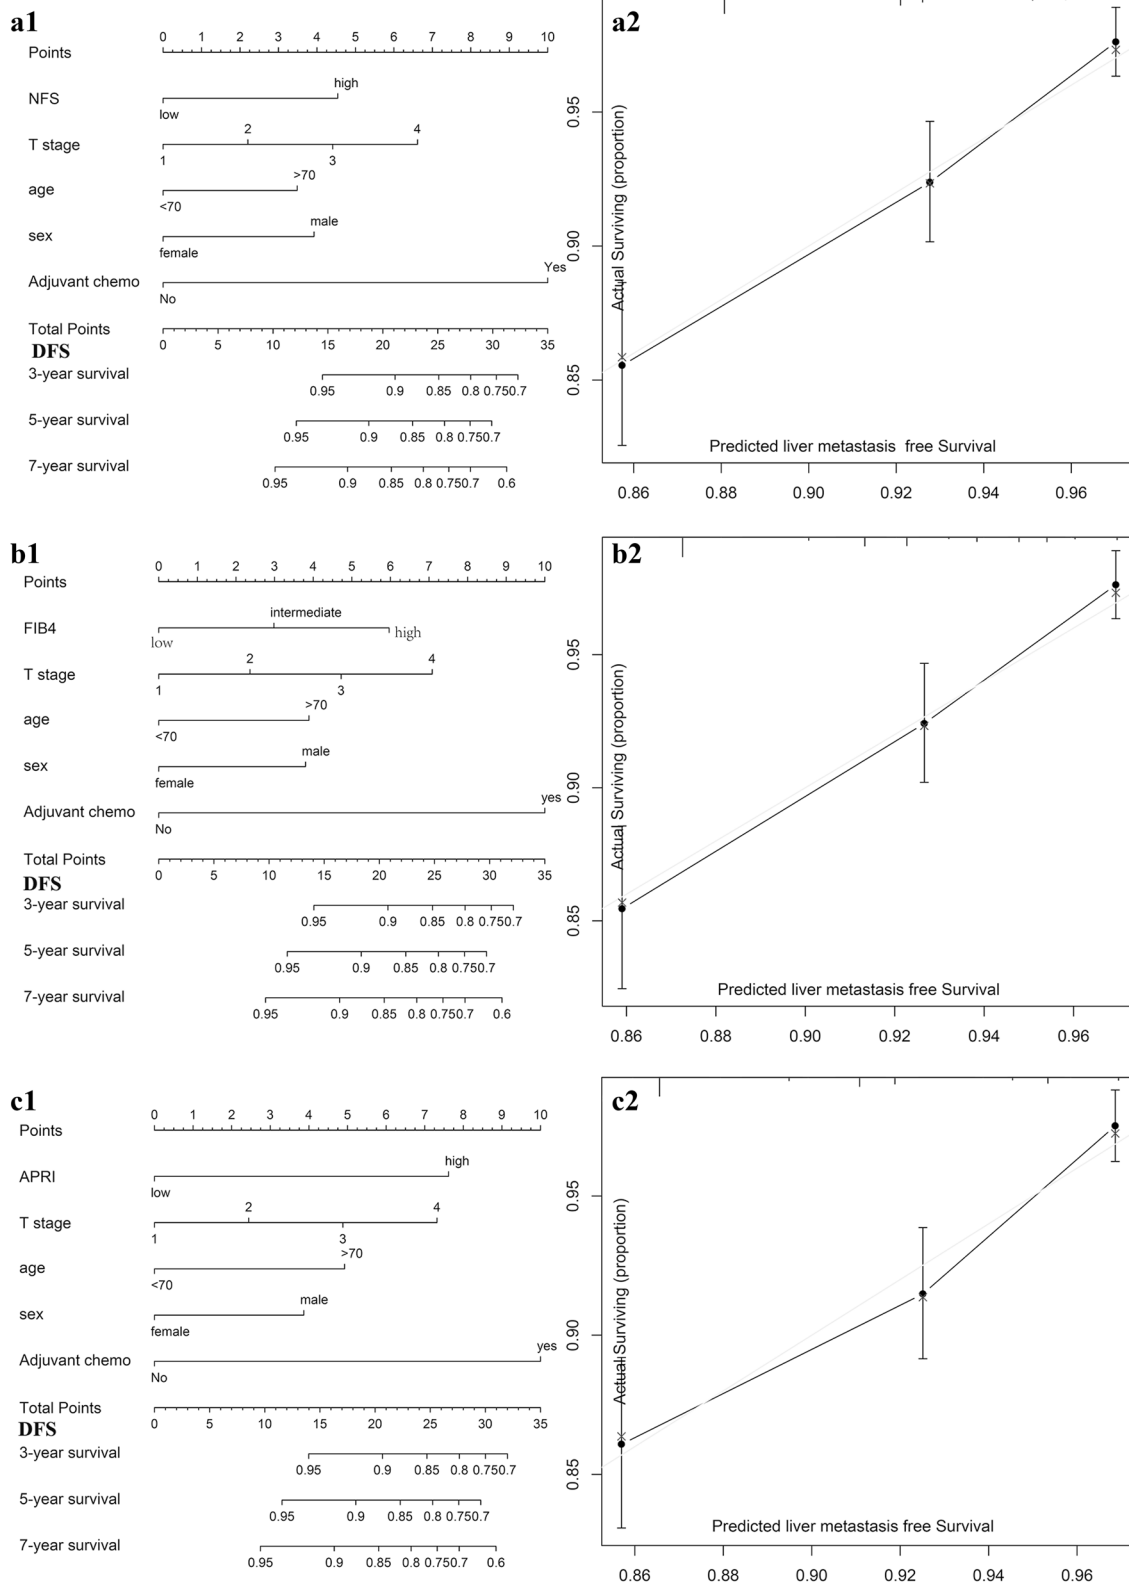 a1
0 1 2 3 4 5 6 7 8 9 10
Points
high
NFS
low
2 4
T stage
1 3
>70
age
<70
male
sex
female
Yes
Adjuvant chemo
No
Total Points
0 5 10 15 20 25 30 35
DFS
3-year survival
0.95 0.9 0.85 0.8 0.75 0.7
5-year survival
0.95 0.9 0.85 0.8 0.75 0.7
7-year survival
0.95 0.9 0.85 0.8 0.75 0.7 0.6
a2
Actual Surviving (proportion)
0.95
0.90
0.85
Predicted liver metastasis free Survival
0.86 0.88 0.90 0.92 0.94 0.96
b1
0 1 2 3 4 5 6 7 8 9 10
Points
intermediate
FIB4
low high
2 4
T stage
1 3
>70
age
<70
male
sex
female
yes
Adjuvant chemo
No
Total Points
0 5 10 15 20 25 30 35
DFS
3-year survival
0.95 0.9 0.85 0.8 0.75 0.7
5-year survival
0.95 0.9 0.85 0.8 0.75 0.7
7-year survival
0.95 0.9 0.85 0.8 0.75 0.7 0.6
b2
Actual Surviving (proportion)
0.95
0.90
0.85
Predicted liver metastasis free Survival
0.86 0.88 0.90 0.92 0.94 0.96
c1
0 1 2 3 4 5 6 7 8 9 10
Points
high
APRI
low
2 4
T stage
1 3
>70
age
<70
male
sex
female
yes
Adjuvant chemo
No
Total Points
0 5 10 15 20 25 30 35
DFS
3-year survival
0.95 0.9 0.85 0.8 0.75 0.7
5-year survival
0.95 0.9 0.85 0.8 0.75 0.7
7-year survival
0.95 0.9 0.85 0.8 0.75 0.7 0.6
c2
Actual Surviving (proportion)
0.95
0.90
0.85
Predicted liver metastasis free Survival
0.86 0.88 0.90 0.92 0.94 0.96